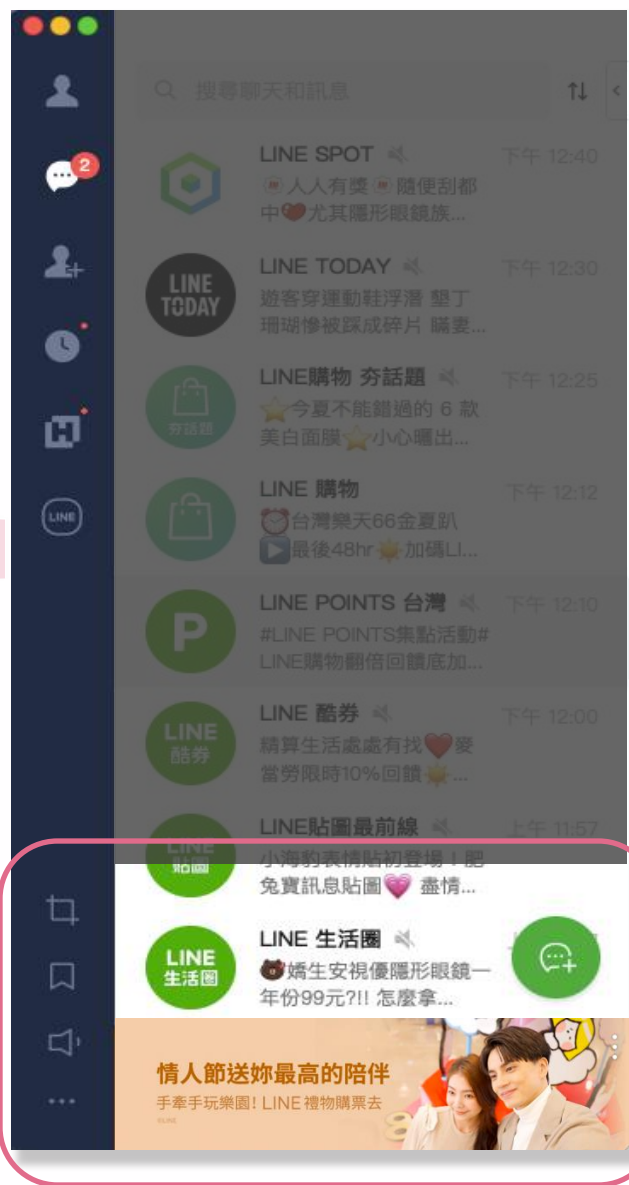 搜尋聊天和訊息
2
LINE SPOT 下午 12:40
人人有獎 隨便刮都
中❤️尤其隱形眼鏡族...
LINE TODAY 下午 12:30
LINE
TODAY
遊客穿運動鞋浮潛 墾丁
珊瑚慘被踩成碎片 瞞妻...
LINE購物 夯話題 下午 12:25
夯話題
⭐今夏不能錯過的 6 款
美白面膜⭐小心曬出...
LINE
LINE 購物 下午 12:12
⏰台灣樂天66金夏趴
▶️最後48hr☀️加碼LI...
P
LINE POINTS 台灣 下午 12:10
#LINE POINTS集點活動#
LINE購物翻倍回饋底加...
LINE 酷券 下午 12:00
LINE
酷券
精算生活處處有找❤️麥
當勞限時10%回饋☀️...
LINE貼圖最前線 上午 11:57
LINE
貼圖
小海豹表情貼初登場！肥
兔寶訊息貼圖💗 盡情...
LINE 生活圈
LINE
生活圈
🐻嬌生安視優隱形眼鏡一
年份99元?!! 怎麼拿...
情人節送妳最高的陪伴
手牽手玩樂園! LINE 禮物購票去